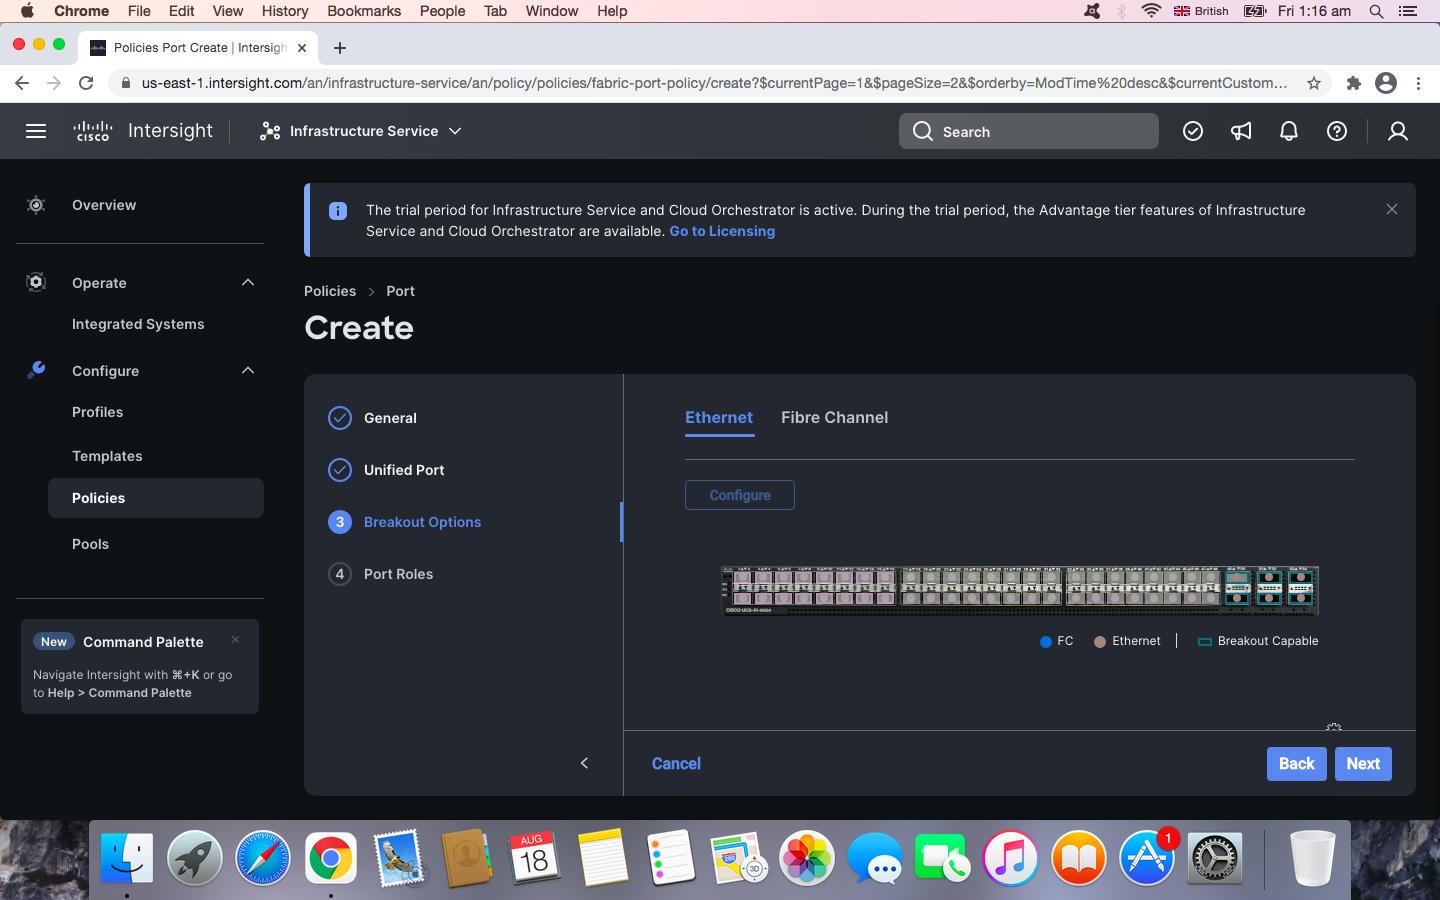 Chrome File Edit View History Bookmarks People Tab Window Help British Fri 1:16 am
Policies Port Create | Intersigh
us-east-1.intersight.com/an/infrastructure-service/an/policy/policies/fabric-port-policy/create?$currentPage=1&$pageSize=2&$orderby=ModTime%20desc&$currentCustom...
CISCO Intersight Infrastructure Service Search
Overview
Operate
Integrated Systems
Configure
Profiles
Templates
Policies
Pools
New Command Palette
Navigate Intersight with ⌘+K or go
to Help > Command Palette
The trial period for Infrastructure Service and Cloud Orchestrator is active. During the trial period, the Advantage tier features of Infrastructure
Service and Cloud Orchestrator are available. Go to Licensing
Policies > Port
Create
General
Unified Port
3 Breakout Options
4 Port Roles
Ethernet Fibre Channel
Configure
CISCO UCS-FI-6454
FC Ethernet Breakout Capable
Cancel Back Next
AUG
18
280
3D
1